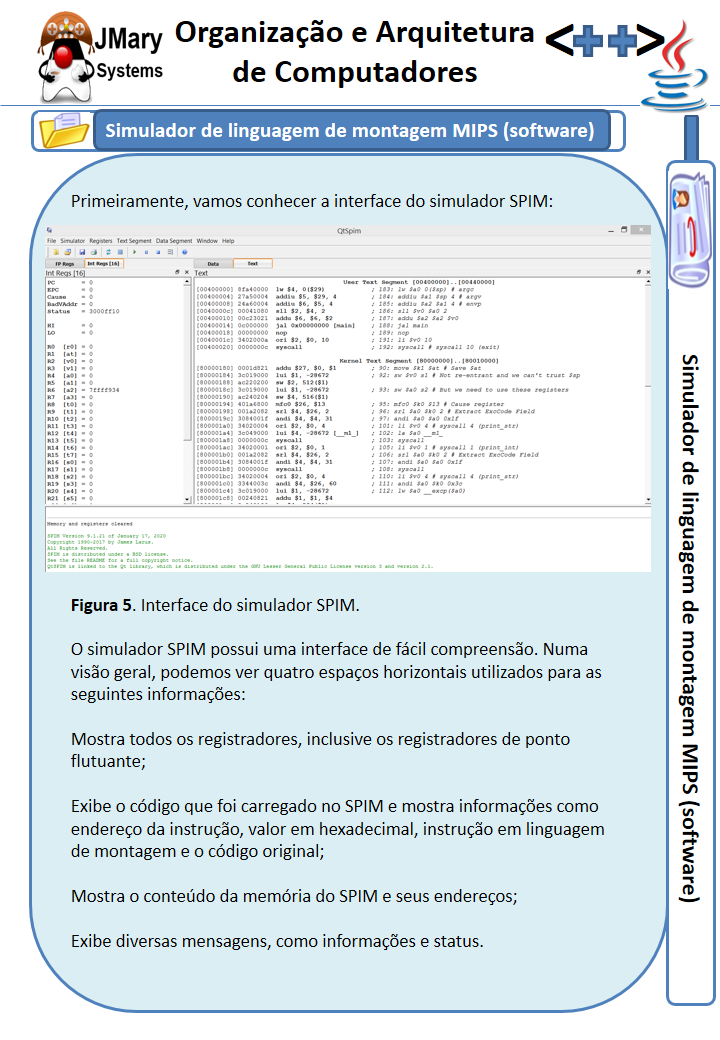 JMary
Systems
Organização e Arquitetura
de Computadores
<++>
Java
Simulador de linguagem de montagem MIPS (software)
Primeiramente, vamos conhecer a interface do simulador SPIM:
QtSpim
File Simulator Registers Text Segment Data Segment Window Help
FP Regs Int Regs [16] Data Text
Int Regs [16] Text
PC = 0
EPC = 0
Cause = 0
BadVAddr = 0
Status = 3000ff10
HI = 0
LO = 0
R0 [r0] = 0
R1 [at] = 0
R2 [v0] = 0
R3 [v1] = 0
R4 [a0] = 0
R5 [a1] = 0
R6 [a2] = 7ffff934
R7 [a3] = 0
R8 [t0] = 0
R9 [t1] = 0
R10 [t2] = 0
R11 [t3] = 0
R12 [t4] = 0
R13 [t5] = 0
R14 [t6] = 0
R15 [t7] = 0
R16 [s0] = 0
R17 [s1] = 0
R18 [s2] = 0
R19 [s3] = 0
R20 [s4] = 0
R21 [s5] = 0
User Text Segment [00400000]..[00440000]
[00400000] 8fa40000 lw $4, 0($29) ; 183: lw $a0 0($sp) # argc
[00400004] 27a50004 addiu $5, $29, 4 ; 184: addiu $a1 $sp 4 # argv
[00400008] 24a60004 addiu $6, $5, 4 ; 185: addiu $a2 $a1 4 # envp
[0040000c] 00041080 sll $2, $4, 2 ; 186: sll $v0 $a0 2
[00400010] 00c23021 addu $6, $6, $2 ; 187: addu $a2 $a2 $v0
[00400014] 0c000000 jal 0x00000000 [main] ; 188: jal main
[00400018] 00000000 nop ; 189: nop
[0040001c] 3402000a ori $2, $0, 10 ; 191: li $v0 10
[00400020] 0000000c syscall ; 192: syscall # syscall 10 (exit)
Kernel Text Segment [80000000]..[80010000]
[80000180] 0001d821 addu $27, $0, $1 ; 90: move $k1 $at # Save $at
[80000184] 3c019000 lui $1, -28672 ; 92: sw $v0 s1 # Not re-entrant and we can't trust $sp
[80000188] ac220200 sw $2, 512($1)
[8000018c] 3c019000 lui $1, -28672 ; 93: sw $a0 s2 # But we need to use these registers
[80000190] ac240204 sw $4, 516($1)
[80000194] 401a6800 mfc0 $26, $13 ; 95: mfc0 $k0 $13 # Cause register
[80000198] 001a2082 srl $4, $26, 2 ; 96: srl $a0 $k0 2 # Extract ExcCode Field
[8000019c] 3084001f andi $4, $4, 31 ; 97: andi $a0 $a0 0x1f
[800001a0] 34020004 ori $2, $0, 4 ; 101: li $v0 4 # syscall 4 (print_str)
[800001a4] 3c049000 lui $4, -28672 [__m1_] ; 102: la $a0 __m1_
[800001a8] 0000000c syscall ; 103: syscall
[800001ac] 34020001 ori $2, $0, 1 ; 105: li $v0 1 # syscall 1 (print_int)
[800001b0] 001a2082 srl $4, $26, 2 ; 106: srl $a0 $k0 2 # Extract ExcCode Field
[800001b4] 3084001f andi $4, $4, 31 ; 107: andi $a0 $a0 0x1f
[800001b8] 0000000c syscall ; 108: syscall
[800001bc] 34020004 ori $2, $0, 4 ; 110: li $v0 4 # syscall 4 (print_str)
[800001c0] 3344003c andi $4, $26, 60 ; 111: andi $a0 $k0 0x3c
[800001c4] 3c019000 lui $1, -28672 ; 112: lw $a0 __excp($a0)
[800001c8] 00240821 addu $1, $1, $4
Memory and registers cleared
SPIM Version 9.1.21 of January 17, 2020
Copyright 1990-2017 by James Larus.
All Rights Reserved.
SPIM is distributed under a BSD license.
See the file README for a full copyright notice.
QtSPIM is linked to the Qt library, which is distributed under the GNU Lesser General Public License version 3 and version 2.1.
Figura 5. Interface do simulador SPIM.
O simulador SPIM possui uma interface de fácil compreensão. Numa
visão geral, podemos ver quatro espaços horizontais utilizados para as
seguintes informações:
Mostra todos os registradores, inclusive os registradores de ponto
flutuante;
Exibe o código que foi carregado no SPIM e mostra informações como
endereço da instrução, valor em hexadecimal, instrução em linguagem
de montagem e o código original;
Mostra o conteúdo da memória do SPIM e seus endereços;
Exibe diversas mensagens, como informações e status.
Simulador de linguagem de montagem MIPS (software)